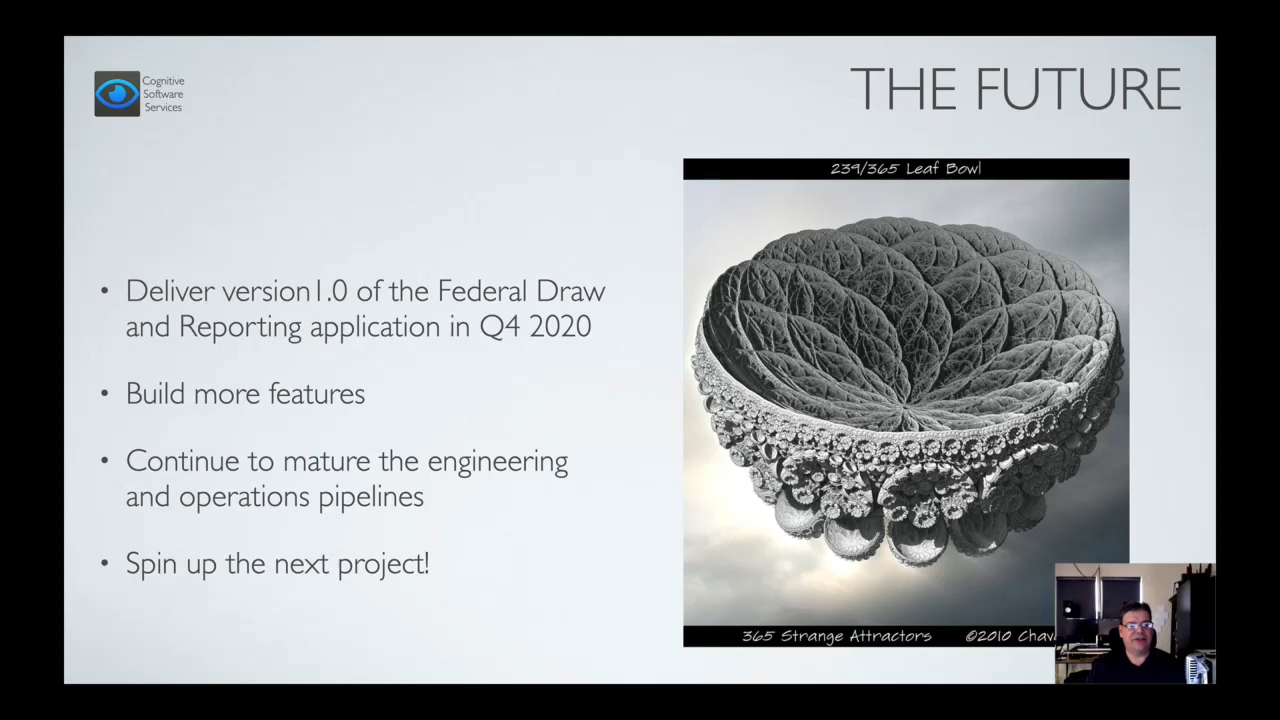 Cognitive
Software
Services
THE FUTURE
239/365 Leaf Bowl
• Deliver version1.0 of the Federal Draw
and Reporting application in Q4 2020
• Build more features
• Continue to mature the engineering
and operations pipelines
• Spin up the next project!
365 Strange Attractors ©2010